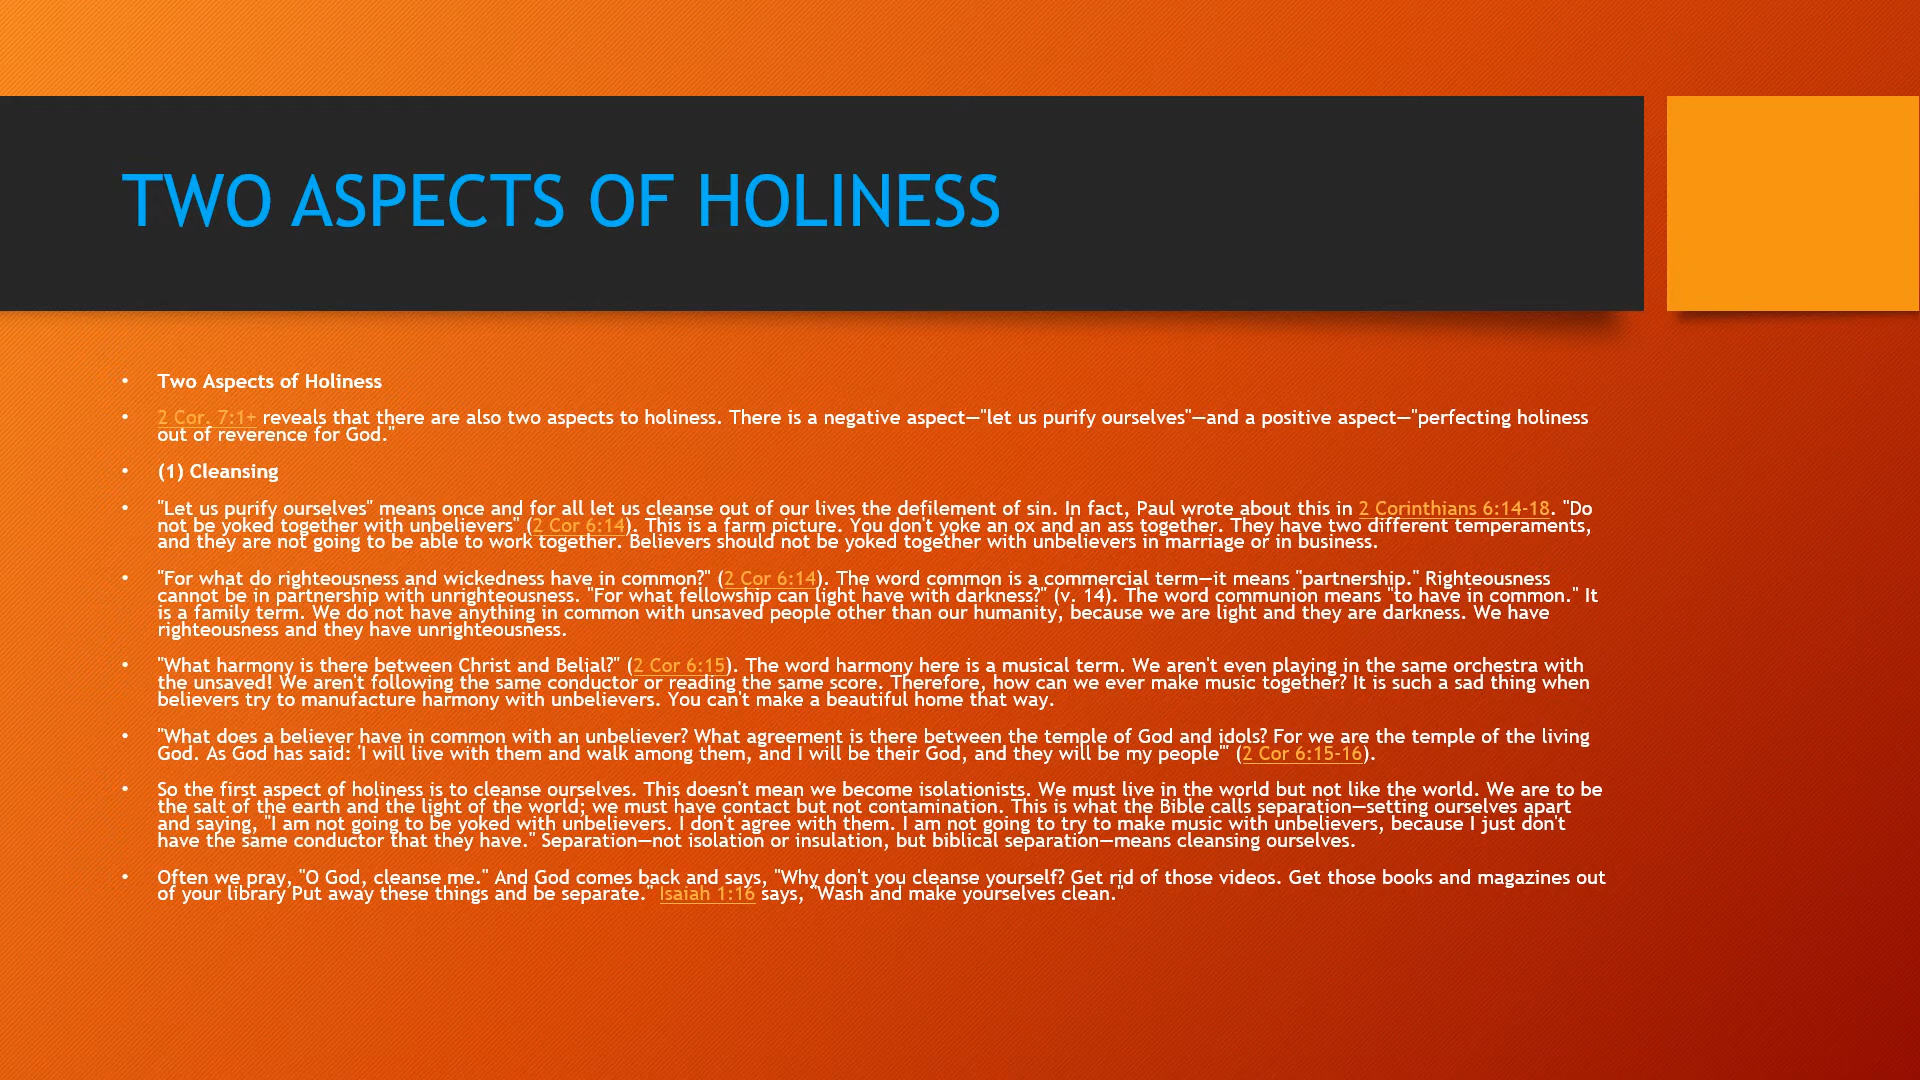 TWO ASPECTS OF HOLINESS
• Two Aspects of Holiness
• 2 Cor. 7:1+ reveals that there are also two aspects to holiness. There is a negative aspect—"let us purify ourselves"—and a positive aspect—"perfecting holiness
out of reverence for God."
• (1) Cleansing
• "Let us purify ourselves" means once and for all let us cleanse out of our lives the defilement of sin. In fact, Paul wrote about this in 2 Corinthians 6:14-18. "Do
not be yoked together with unbelievers" (2 Cor 6:14). This is a farm picture. You don't yoke an ox and an ass together. They have two different temperaments,
and they are not going to be able to work together. Believers should not be yoked together with unbelievers in marriage or in business.
• "For what do righteousness and wickedness have in common?" (2 Cor 6:14). The word common is a commercial term—it means "partnership." Righteousness
cannot be in partnership with unrighteousness. "For what fellowship can light have with darkness?" (v. 14). The word communion means "to have in common." It
is a family term. We do not have anything in common with unsaved people other than our humanity, because we are light and they are darkness. We have
righteousness and they have unrighteousness.
• "What harmony is there between Christ and Belial?" (2 Cor 6:15). The word harmony here is a musical term. We aren't even playing in the same orchestra with
the unsaved! We aren't following the same conductor or reading the same score. Therefore, how can we ever make music together? It is such a sad thing when
believers try to manufacture harmony with unbelievers. You can't make a beautiful home that way.
• "What does a believer have in common with an unbeliever? What agreement is there between the temple of God and idols? For we are the temple of the living
God. As God has said: 'I will live with them and walk among them, and I will be their God, and they will be my people'" (2 Cor 6:15-16).
• So the first aspect of holiness is to cleanse ourselves. This doesn't mean we become isolationists. We must live in the world but not like the world. We are to be
the salt of the earth and the light of the world; we must have contact but not contamination. This is what the Bible calls separation—setting ourselves apart
and saying, "I am not going to be yoked with unbelievers. I don't agree with them. I am not going to try to make music with unbelievers, because I just don't
have the same conductor that they have." Separation—not isolation or insulation, but biblical separation—means cleansing ourselves.
• Often we pray, "O God, cleanse me." And God comes back and says, "Why don't you cleanse yourself? Get rid of those videos. Get those books and magazines out
of your library Put away these things and be separate." Isaiah 1:16 says, "Wash and make yourselves clean."